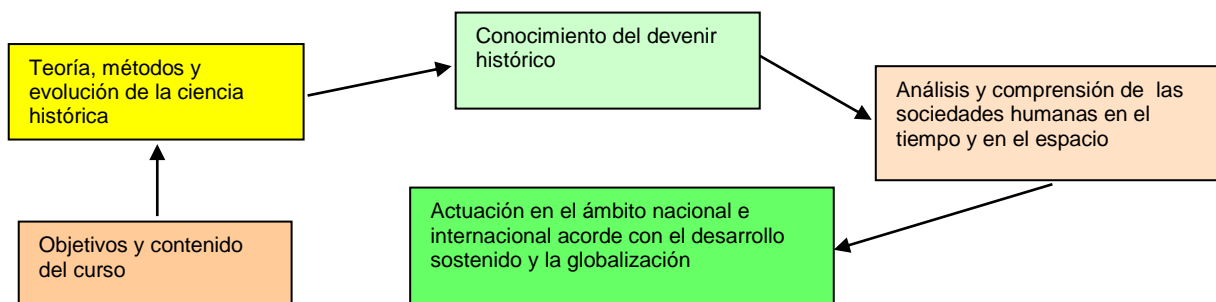 Teoría, métodos y
evolución de la ciencia
histórica
Conocimiento del devenir
histórico
Análisis y comprensión de las
sociedades humanas en el
tiempo y en el espacio
Actuación en el ámbito nacional e
internacional acorde con el desarrollo
sostenido y la globalización
Objetivos y contenido
del curso